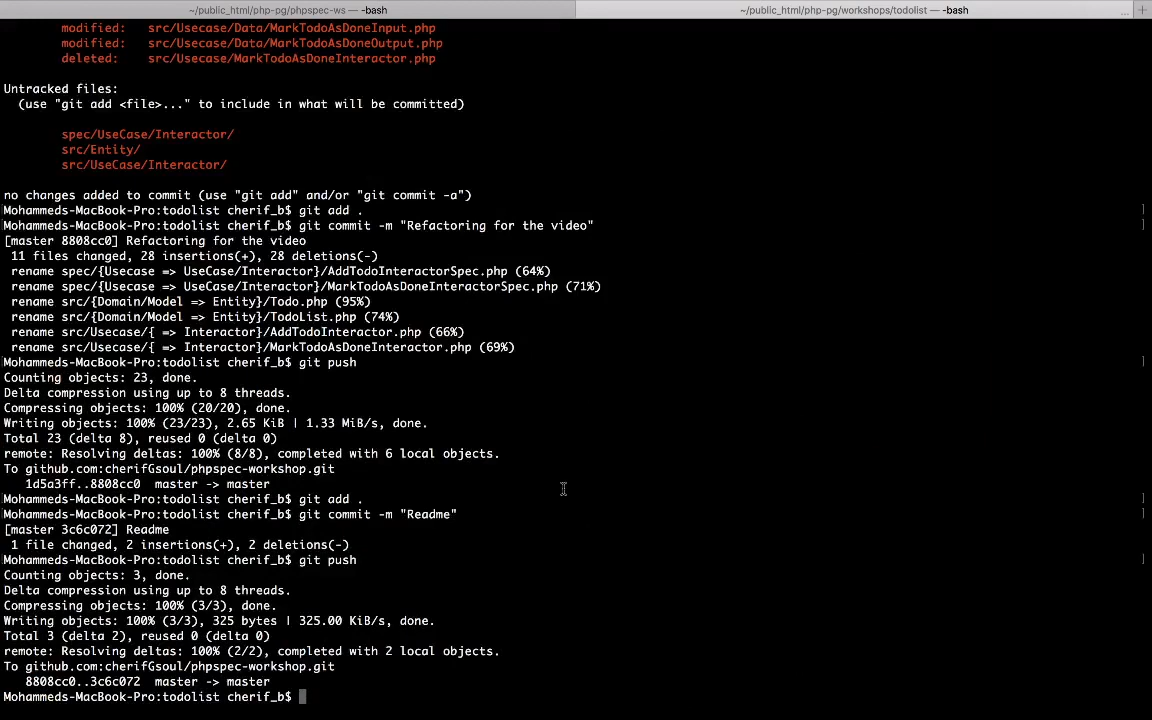 ~/public_html/php-pg/phpspec-ws — -bash
~/public_html/php-pg/workshops/todolist — -bash
modified:   src/Usecase/Data/MarkTodoAsDoneInput.php
modified:   src/Usecase/Data/MarkTodoAsDoneOutput.php
deleted:    src/Usecase/MarkTodoAsDoneInteractor.php
Untracked files:
(use "git add <file>..." to include in what will be committed)
spec/UseCase/Interactor/
src/Entity/
src/UseCase/Interactor/
no changes added to commit (use "git add" and/or "git commit -a")
Mohammeds-MacBook-Pro:todolist cherif_b$ git add .
Mohammeds-MacBook-Pro:todolist cherif_b$ git commit -m "Refactoring for the video"
[master 8808cc0] Refactoring for the video
11 files changed, 28 insertions(+), 28 deletions(-)
rename spec/{Usecase => UseCase/Interactor}/AddTodoInteractorSpec.php (64%)
rename spec/{Usecase => UseCase/Interactor}/MarkTodoAsDoneInteractorSpec.php (71%)
rename src/{Domain/Model => Entity}/Todo.php (95%)
rename src/{Domain/Model => Entity}/TodoList.php (74%)
rename src/Usecase/{ => Interactor}/AddTodoInteractor.php (66%)
rename src/Usecase/{ => Interactor}/MarkTodoAsDoneInteractor.php (69%)
Mohammeds-MacBook-Pro:todolist cherif_b$ git push
Counting objects: 23, done.
Delta compression using up to 8 threads.
Compressing objects: 100% (20/20), done.
Writing objects: 100% (23/23), 2.65 KiB | 1.33 MiB/s, done.
Total 23 (delta 8), reused 0 (delta 0)
remote: Resolving deltas: 100% (8/8), completed with 6 local objects.
To github.com:cherifGsoul/phpspec-workshop.git
1d5a3ff..8808cc0  master -> master
Mohammeds-MacBook-Pro:todolist cherif_b$ git add .
Mohammeds-MacBook-Pro:todolist cherif_b$ git commit -m "Readme"
[master 3c6c072] Readme
1 file changed, 2 insertions(+), 2 deletions(-)
Mohammeds-MacBook-Pro:todolist cherif_b$ git push
Counting objects: 3, done.
Delta compression using up to 8 threads.
Compressing objects: 100% (3/3), done.
Writing objects: 100% (3/3), 325 bytes | 325.00 KiB/s, done.
Total 3 (delta 2), reused 0 (delta 0)
remote: Resolving deltas: 100% (2/2), completed with 2 local objects.
To github.com:cherifGsoul/phpspec-workshop.git
8808cc0..3c6c072  master -> master
Mohammeds-MacBook-Pro:todolist cherif_b$